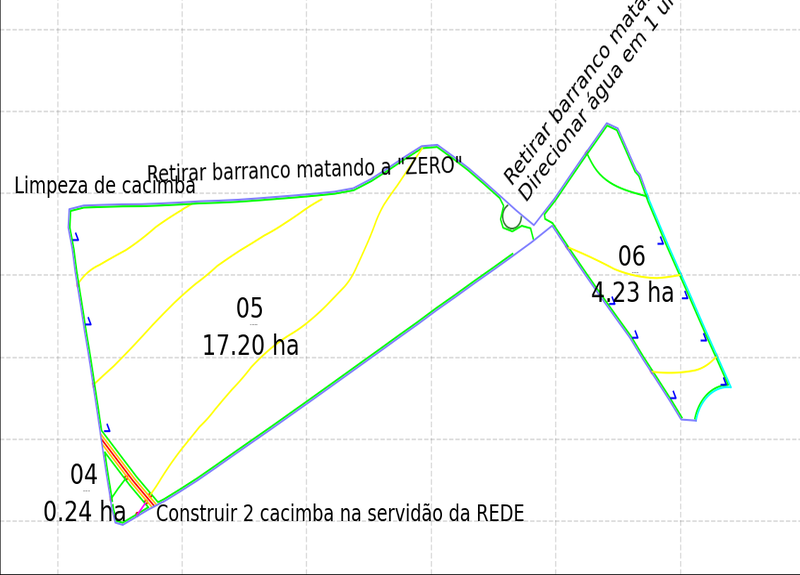 Retirar barranco
Direcionar água em 1
Retirar barranco matando a "ZERO"
Limpeza de cacimba
06
4.23 ha
05
17.20 ha
04
0.24 ha
Construir 2 cacimba na servidão da REDE